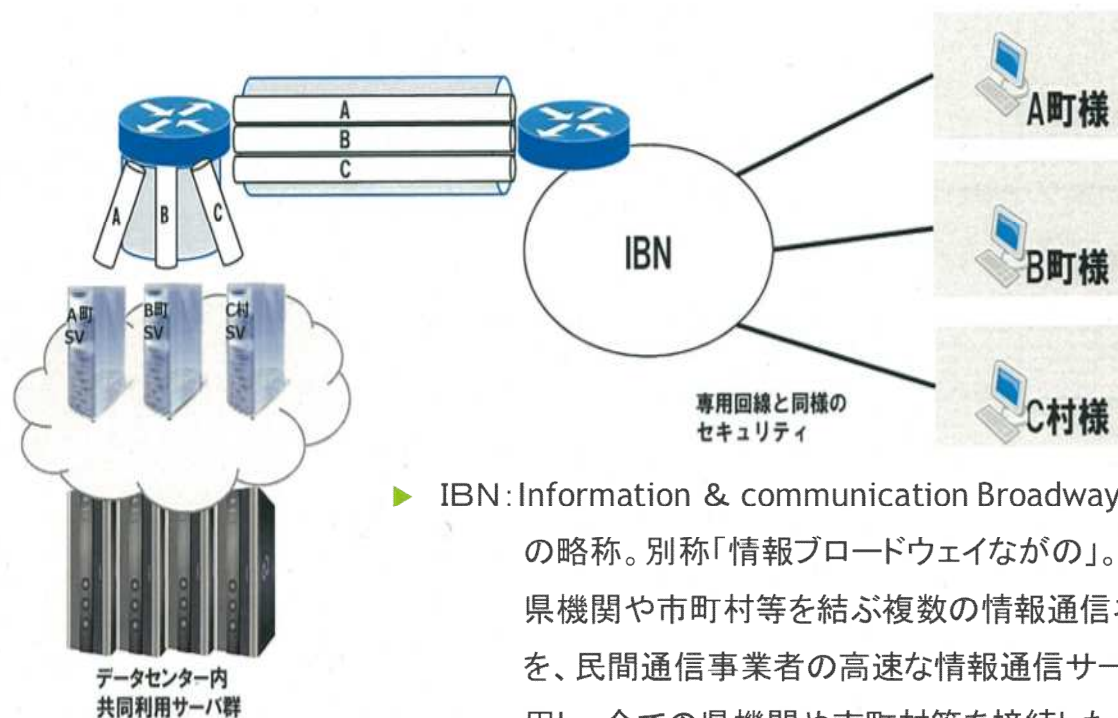 A
B
C
A
B
C
A町
SV
B町
SV
C村
SV
データセンター内
共同利用サーバ群
IBN
専用回線と同様の
セキュリティ
A町様
B町様
C村様
IBN:Information & communication Broadway
の略称。別称「情報ブロードウェイながの」。
県機関や市町村等を結ぶ複数の情報通信
を、民間通信事業者の高速な情報通信サー